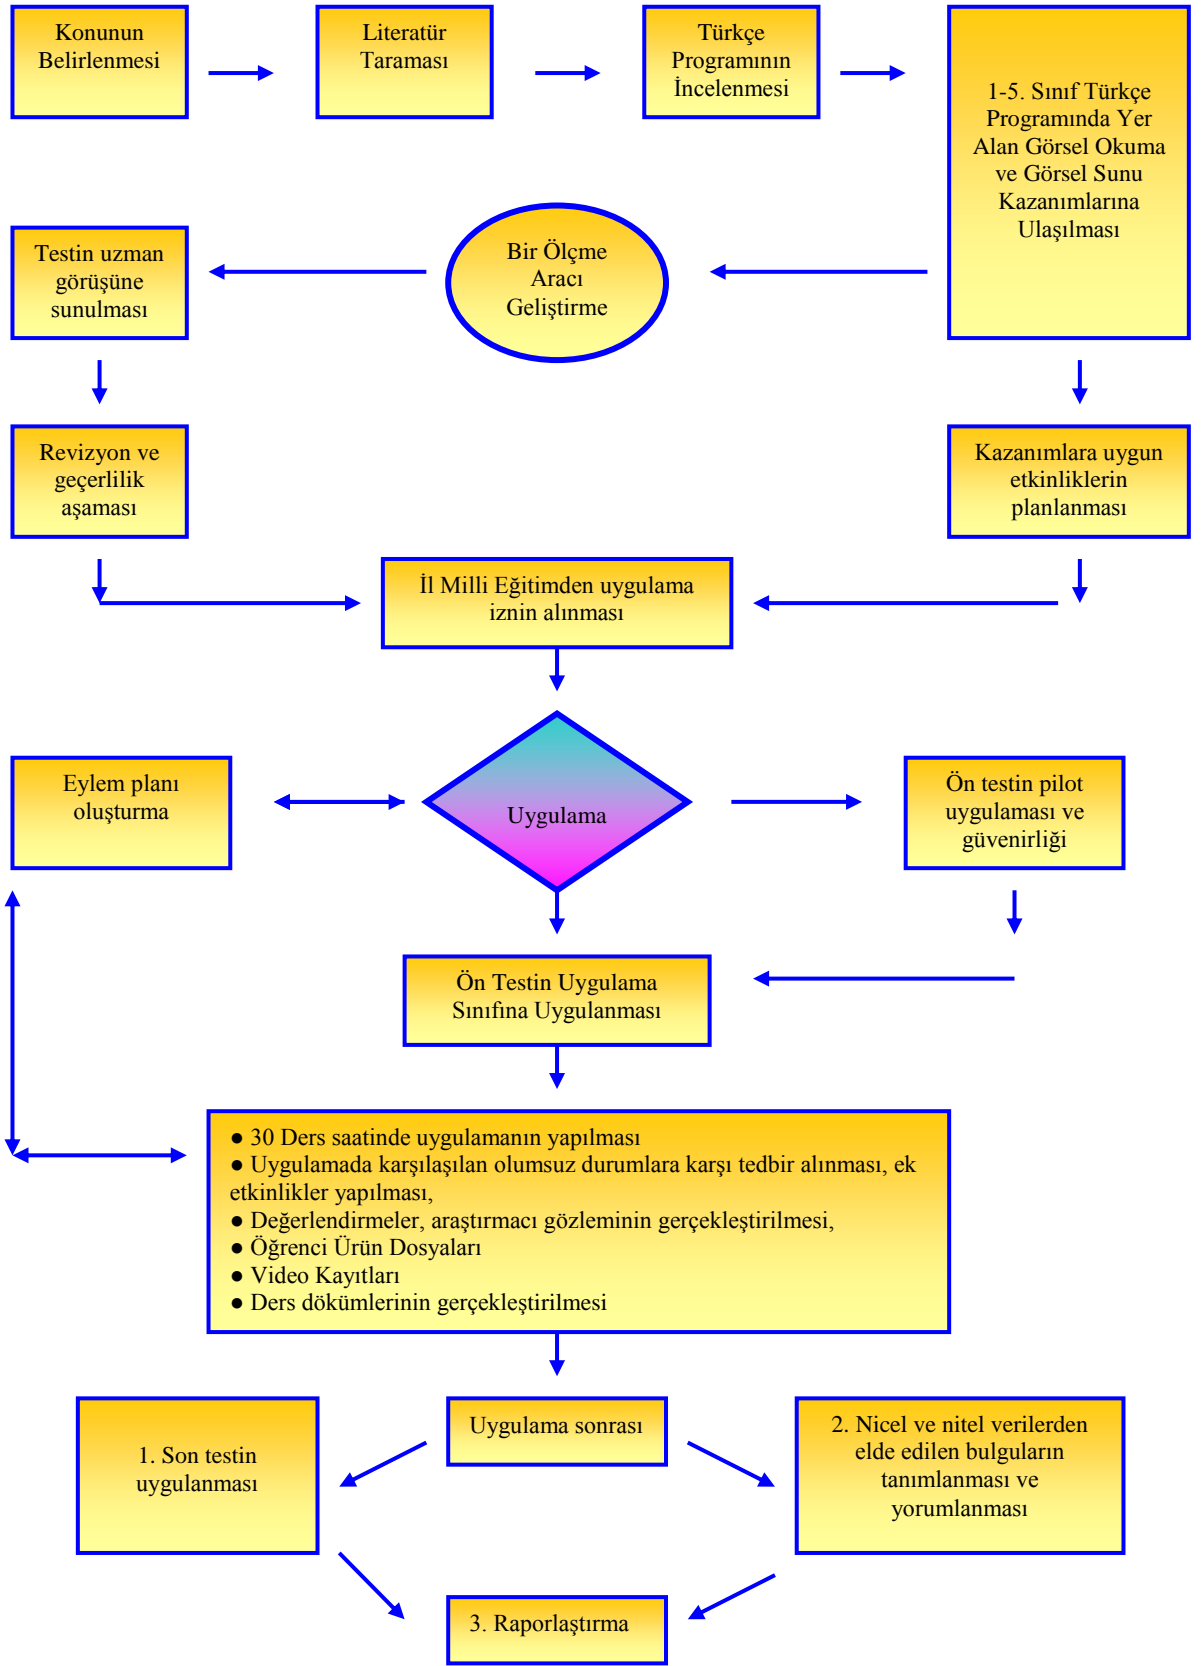 Konunun
Belirlenmesi
Literatür
Taraması
Türkçe
Programının
İncelenmesi
1-5. Sınıf Türkçe
Programında Yer
Alan Görsel Okuma
ve Görsel Sunu
Kazanımlarına
Ulaşılması
Bir Ölçme
Aracı
Geliştirme
Testin uzman
görüşüne
sunulması
Revizyon ve
geçerlilik
aşaması
Kazanımlara uygun
etkinliklerin
planlanması
İl Milli Eğitimden uygulama
iznin alınması
Eylem planı
oluşturma
Uygulama
Ön testin pilot
uygulaması ve
güvenirliği
Ön Testin Uygulama
Sınıfına Uygulanması
● 30 Ders saatinde uygulamanın yapılması
● Uygulamada karşılaşılan olumsuz durumlara karşı tedbir alınması, ek
etkinlikler yapılması,
● Değerlendirmeler, araştırmacı gözleminin gerçekleştirilmesi,
● Öğrenci Ürün Dosyaları
● Video Kayıtları
● Ders dökümlerinin gerçekleştirilmesi
Uygulama sonrası
1. Son testin
uygulanması
2. Nicel ve nitel verilerden
elde edilen bulguların
tanımlanması ve
yorumlanması
3. Raporlaştırma